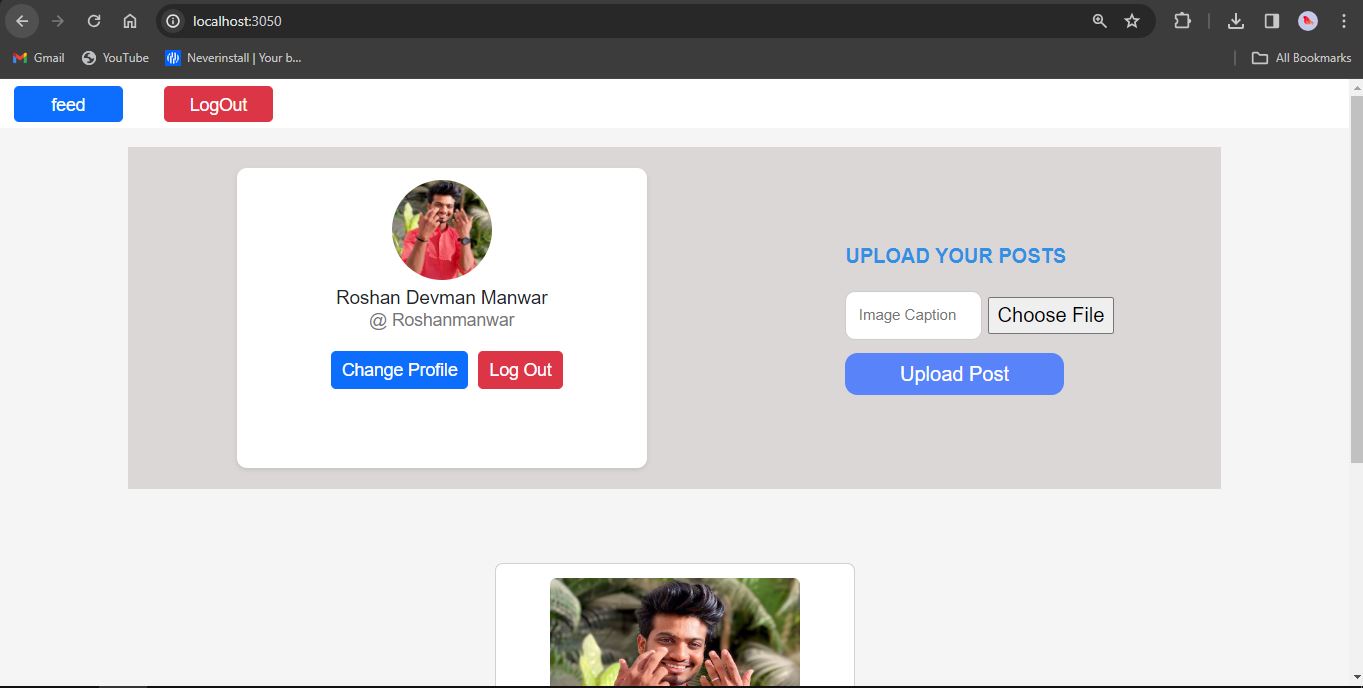 localhost:3050
Gmail YouTube Neverinstall | Your b... All Bookmarks
feed LogOut
Roshan Devman Manwar
@ Roshanmanwar
Change Profile Log Out
UPLOAD YOUR POSTS
Image Caption Choose File
Upload Post